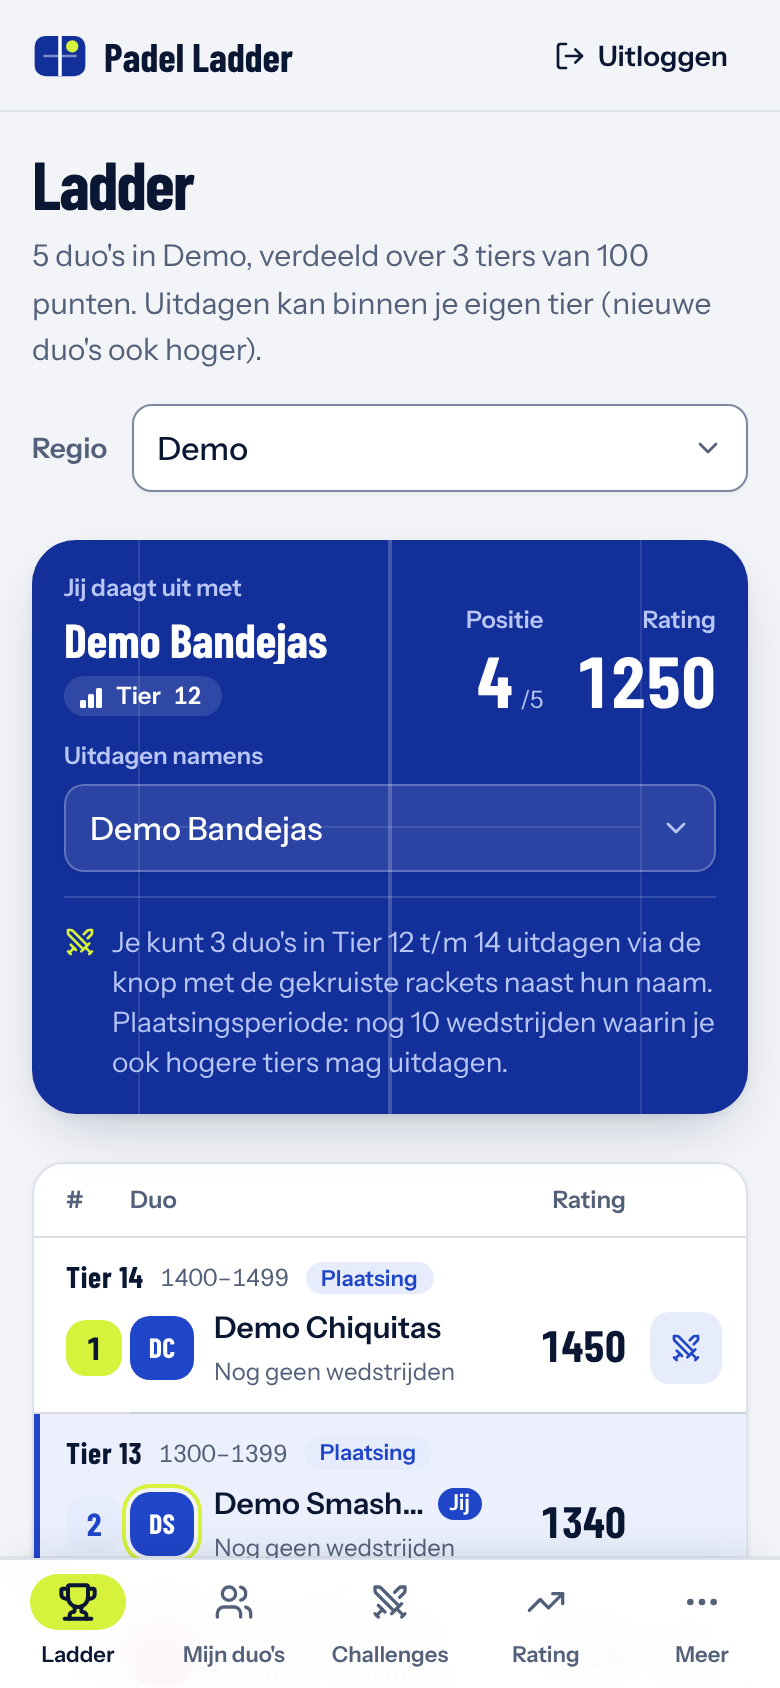 Padel Ladder
Uitloggen
Ladder
5 duo's in Demo, verdeeld over 3 tiers van 100
punten. Uitdagen kan binnen je eigen tier (nieuwe
duo's ook hoger).
Regio
Demo
Jij daagt uit met
Demo Bandejas
Tier 12
Positie
4 /5
Rating
1250
Uitdagen namens
Demo Bandejas
Je kunt 3 duo's in Tier 12 t/m 14 uitdagen via de
knop met de gekruiste rackets naast hun naam.
Plaatsingsperiode: nog 10 wedstrijden waarin je
ook hogere tiers mag uitdagen.
# Duo Rating
Tier 14 1400–1499 Plaatsing
1 DC Demo Chiquitas 1450
Nog geen wedstrijden
Tier 13 1300–1399 Plaatsing
2 DS Demo Smash... Jij 1340
Nog geen wedstrijden
Ladder
Mijn duo's
Challenges
Rating
Meer